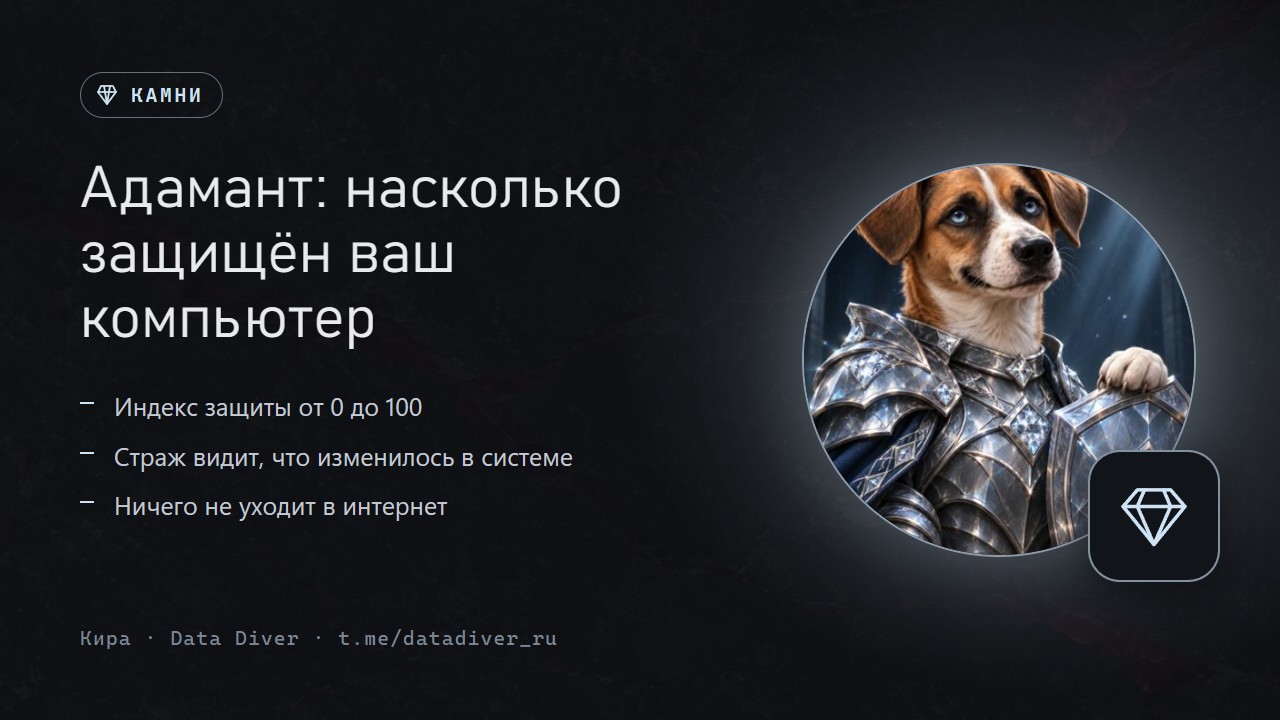 КАМНИ
Адамант: насколько
защищён ваш
компьютер
Индекс защиты от 0 до 100
Страж видит, что изменилось в системе
Ничего не уходит в интернет
Кира · Data Diver · t.me/datadiver_ru